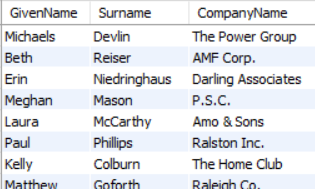 GivenName Surname CompanyName
Michaels Devlin The Power Group
Beth Reiser AMF Corp.
Erin Niedringhaus Darling Associates
Meghan Mason P.S.C.
Laura McCarthy Amo & Sons
Paul Phillips Ralston Inc.
Kelly Colburn The Home Club
Matthew Goforth Raleigh Co.